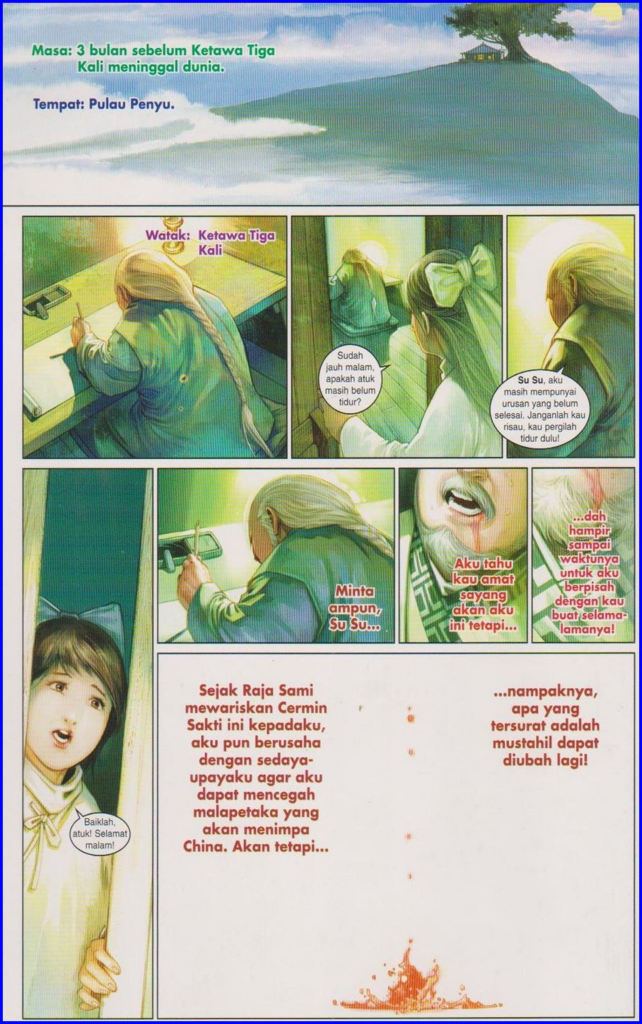 Masa: 3 bulan sebelum Ketawa Tiga
Kali meninggal dunia.
Tempat: Pulau Penyu.
Watak: Ketawa Tiga
Kali
Sudah
jauh malam,
apakah atuk
masih belum
tidur?
Su Su, aku
masih mempunyai
urusan yang belum
selesai. Janganlah kau
risau, kau pergilah
tidur dulu!
Baiklah,
atuk! Selamat
malam!
Minta
ampun,
Su Su...
Aku tahu
kau amat
sayang
akan aku
ini tetapi...
...dah
hampir
sampai
waktunya
untuk aku
berpisah
dengan kau
buat selama-
lamanya!
Sejak Raja Sami
mewariskan Cermin
Sakti ini kepadaku,
aku pun berusaha
dengan sedaya-
upayaku agar aku
dapat mencegah
malapetaka yang
akan menimpa
China. Akan tetapi...
...nampaknya,
apa yang
tersurat adalah
mustahil dapat
diubah lagi!